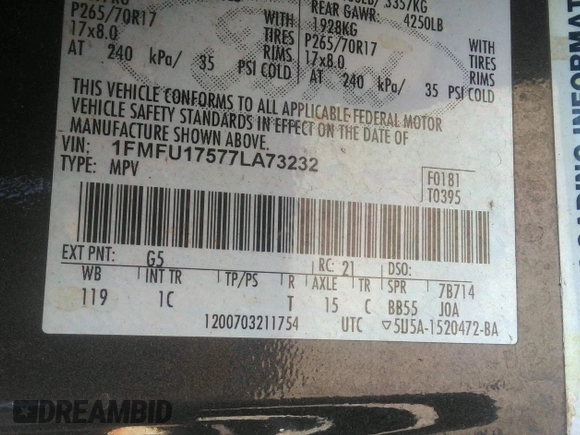 3357KG
REAR GAWR: 4250LB
1928KG
P265/70R17 WITH P265/70R17 WITH
17x8.0 TIRES 17x8.0 TIRES
RIMS RIMS
AT 240 kPa/ 35 PSI COLD AT 240 kPa/ 35 PSI COLD
THIS VEHICLE CONFORMS TO ALL APPLICABLE FEDERAL MOTOR
VEHICLE SAFETY STANDARDS IN EFFECT ON THE DATE OF
MANUFACTURE SHOWN ABOVE.
VIN: 1FMFU17577LA73232
TYPE: MPV
F0181
T0395
EXT PNT: G5 RC: 21 DSO:
WB INT TR TP/PS R AXLE TR SPR 7B714
119 1C T 15 C BB55 JOA
1200703211754 UTC ▽5U5A-1520472-BA
DREAMBID